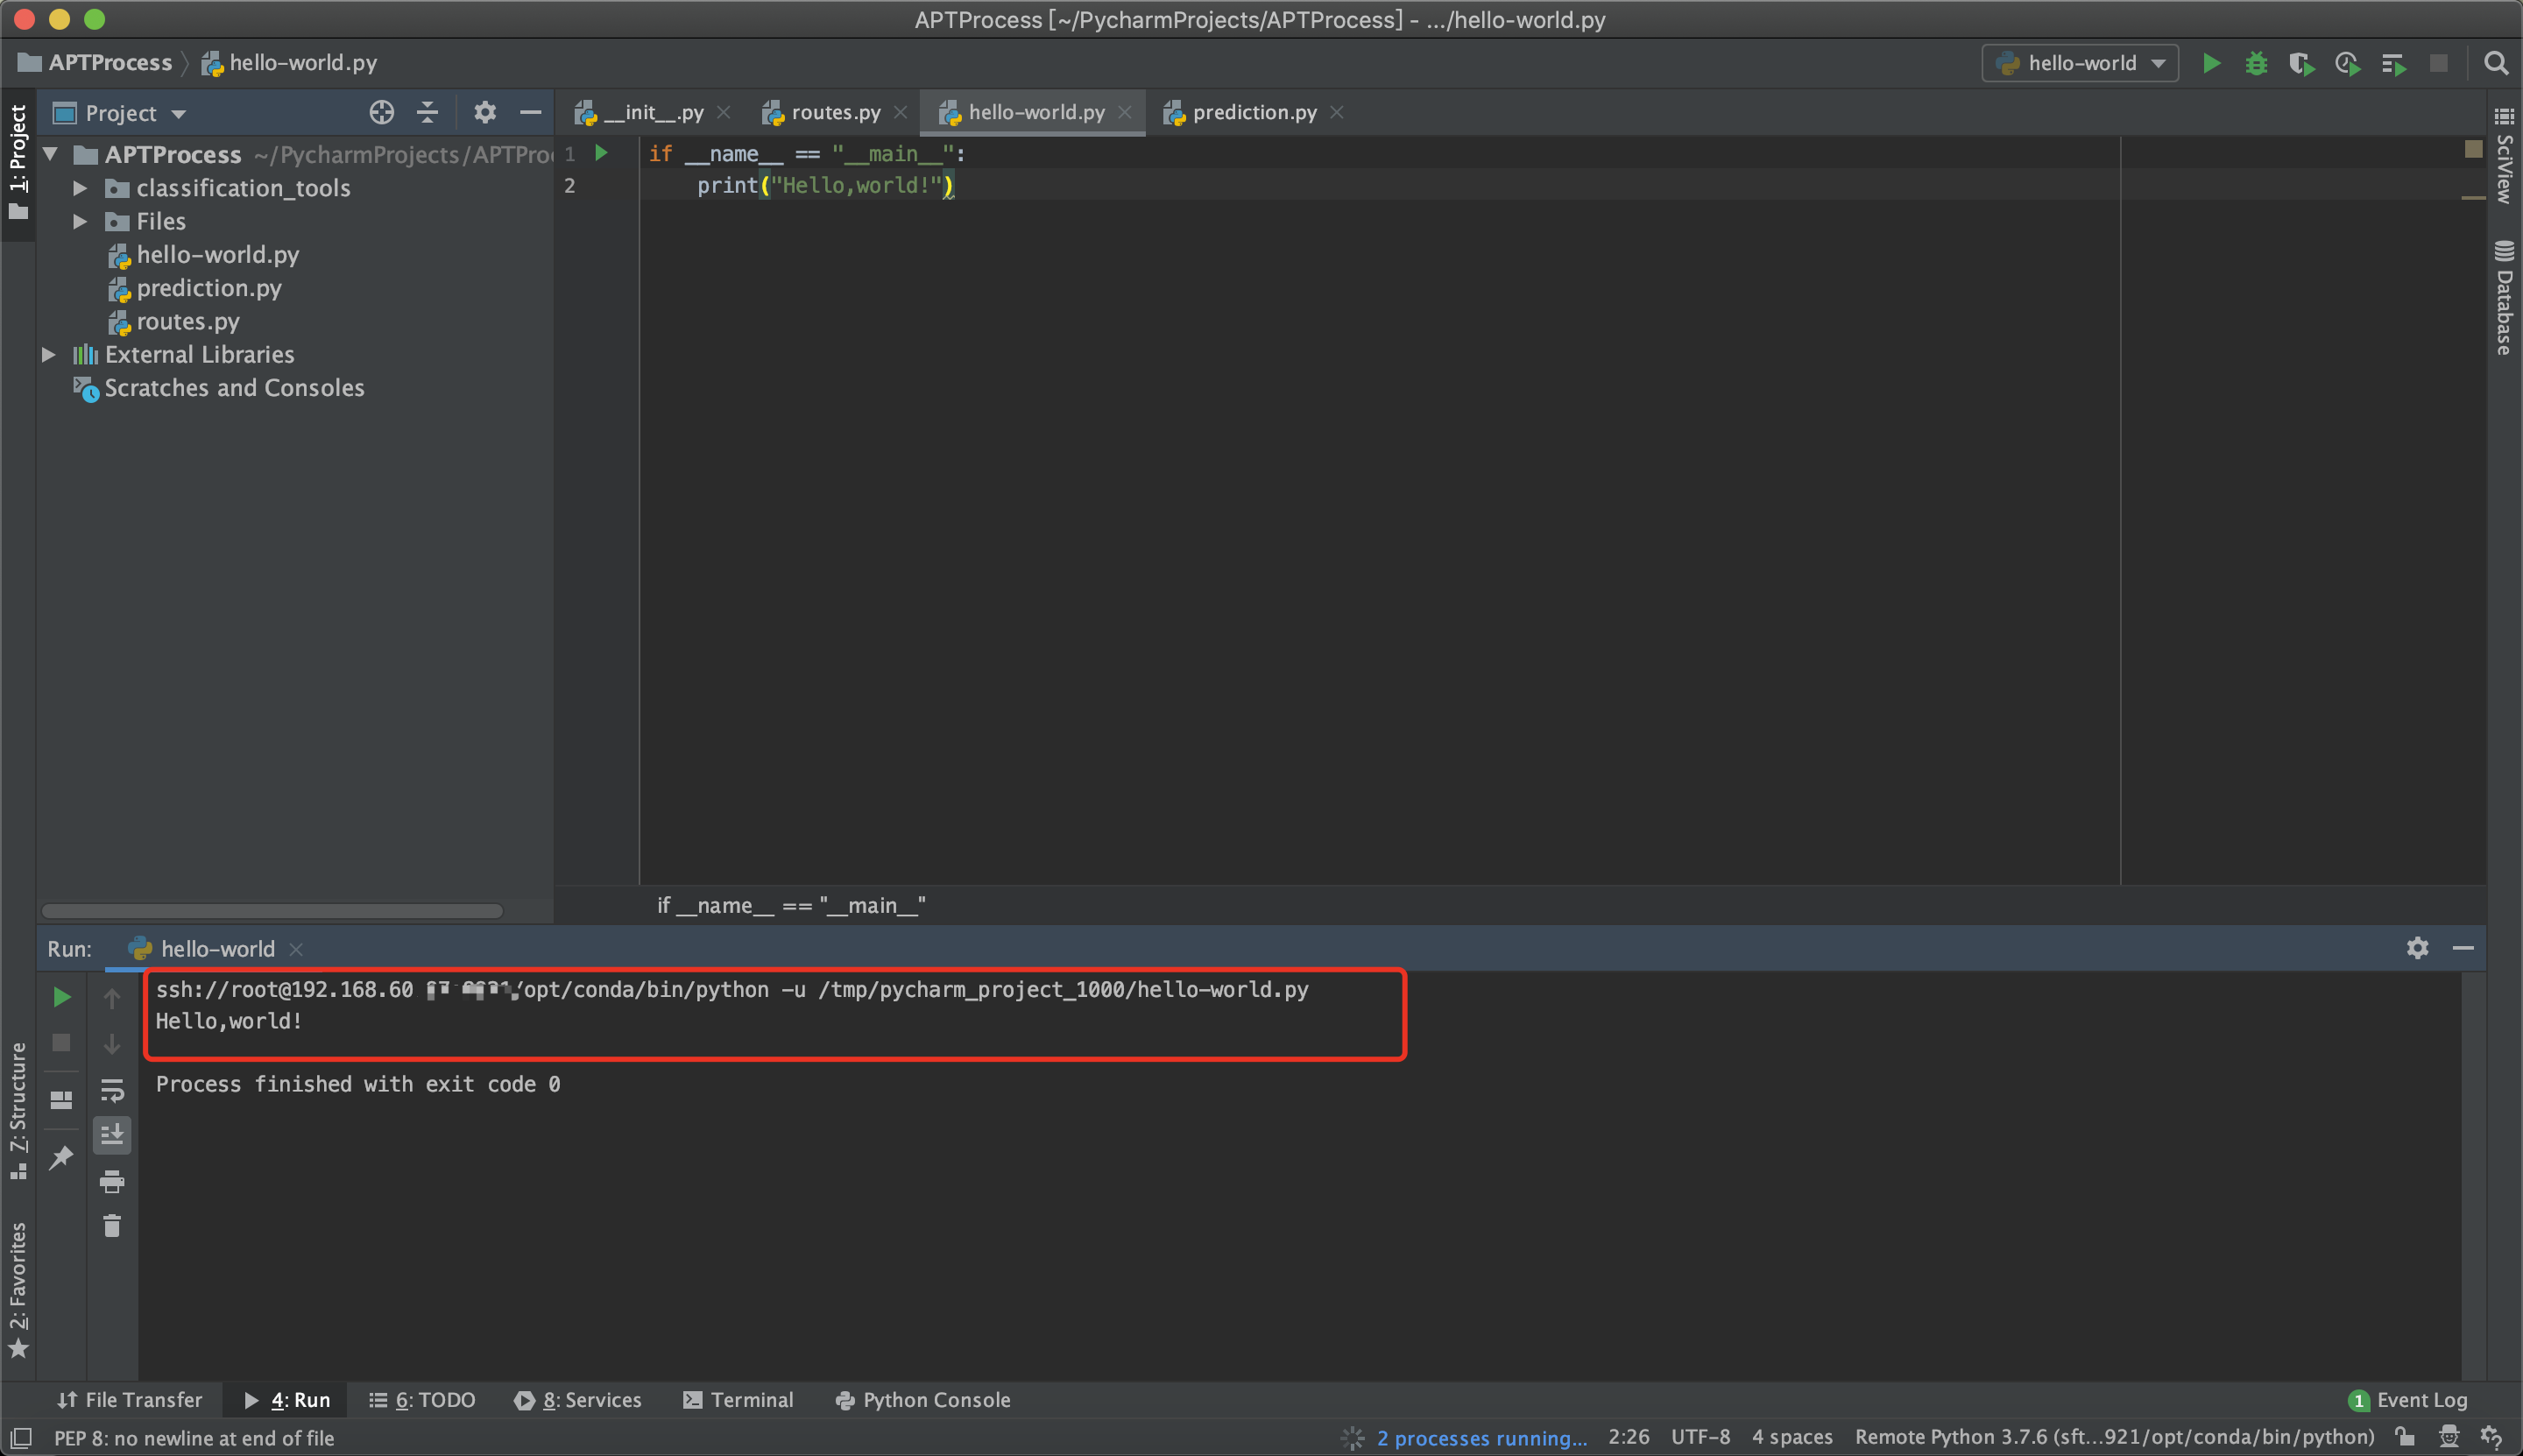 APTProcess [~/PycharmProjects/APTProcess] - .../hello-world.py
APTProcess
hello-world.py
hello-world
1: Project
Project
__init__.py
routes.py
hello-world.py
prediction.py
SciView
Database
APTProcess ~/PycharmProjects/APTPro
classification_tools
Files
hello-world.py
prediction.py
routes.py
External Libraries
Scratches and Consoles
1 if __name__ == "__main__":
2 print("Hello,world!")
if __name__ == "__main__"
Run: hello-world
ssh://root@192.168.60 /opt/conda/bin/python -u /tmp/pycharm_project_1000/hello-world.py
Hello,world!
Process finished with exit code 0
7: Structure
2: Favorites
File Transfer
4: Run
6: TODO
8: Services
Terminal
Python Console
1 Event Log
PEP 8: no newline at end of file
2 processes running...
2:26
UTF-8
4 spaces
Remote Python 3.7.6 (sft...921/opt/conda/bin/python)